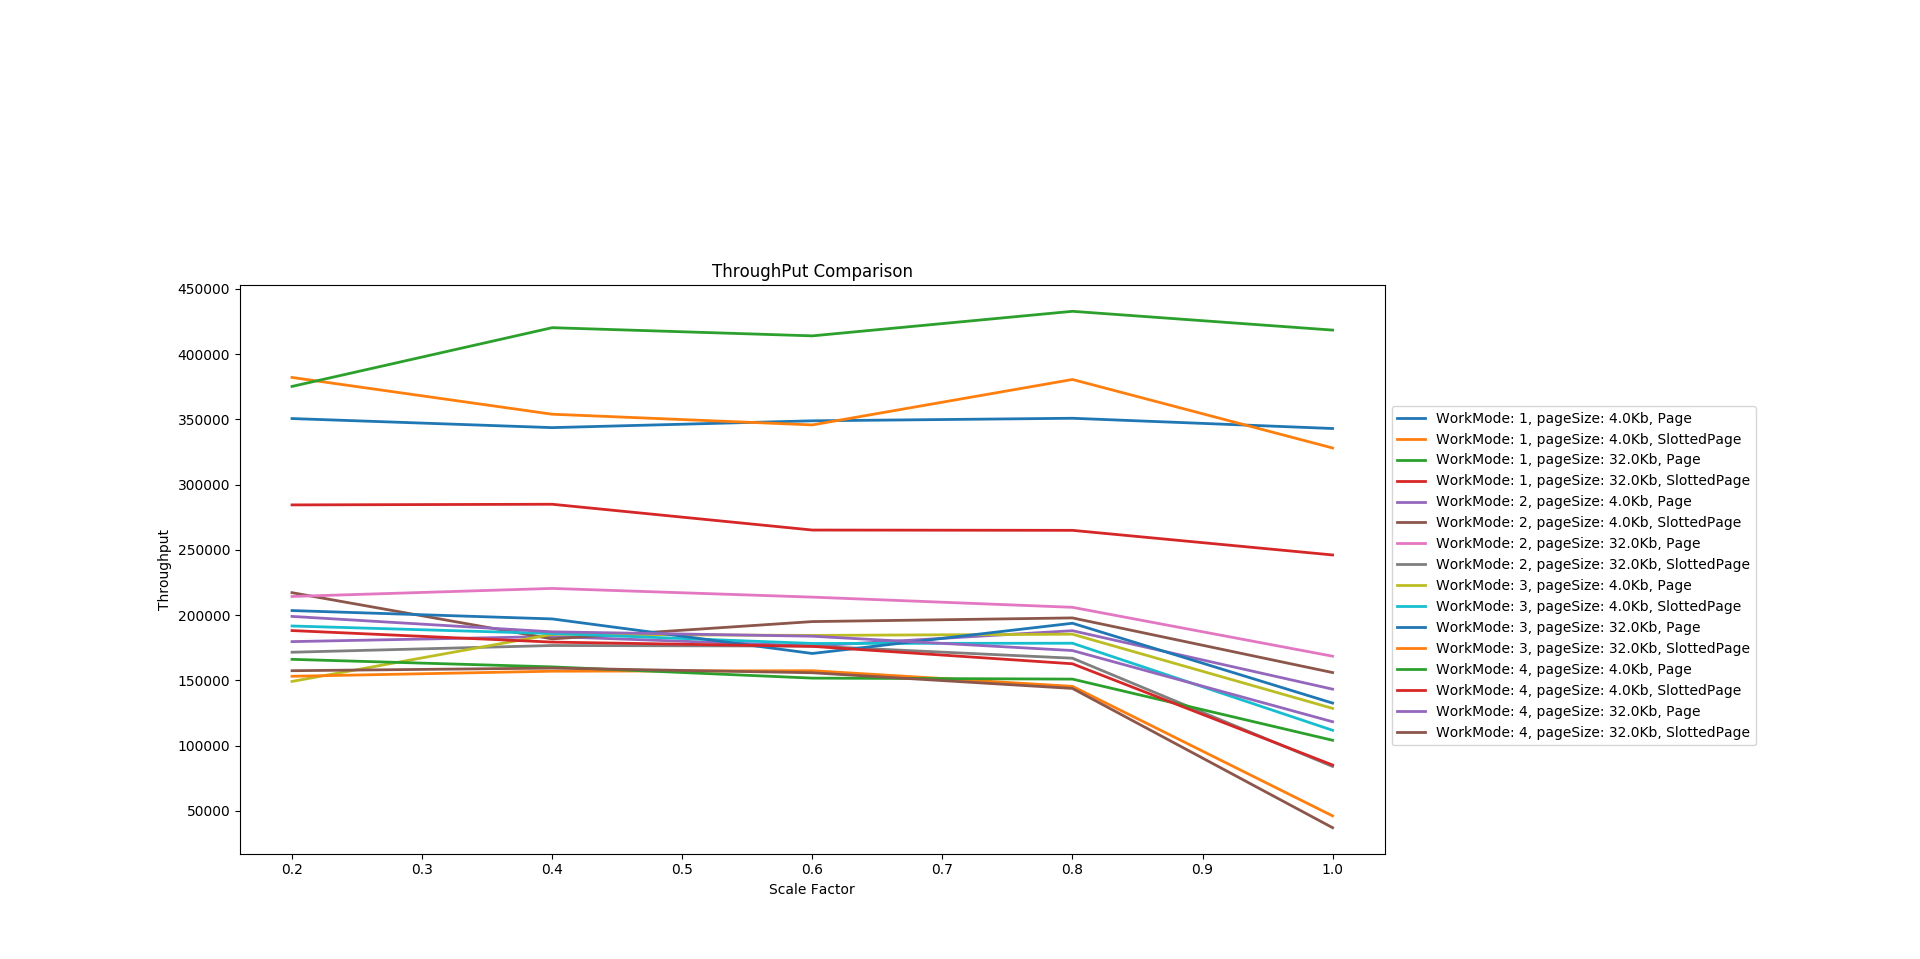 ThroughPut Comparison
450000
400000
350000
300000
250000
200000
150000
100000
50000
Throughput
0.2 0.3 0.4 0.5 0.6 0.7 0.8 0.9 1.0
Scale Factor
WorkMode: 1, pageSize: 4.0Kb, Page
WorkMode: 1, pageSize: 4.0Kb, SlottedPage
WorkMode: 1, pageSize: 32.0Kb, Page
WorkMode: 1, pageSize: 32.0Kb, SlottedPage
WorkMode: 2, pageSize: 4.0Kb, Page
WorkMode: 2, pageSize: 4.0Kb, SlottedPage
WorkMode: 2, pageSize: 32.0Kb, Page
WorkMode: 2, pageSize: 32.0Kb, SlottedPage
WorkMode: 3, pageSize: 4.0Kb, Page
WorkMode: 3, pageSize: 4.0Kb, SlottedPage
WorkMode: 3, pageSize: 32.0Kb, Page
WorkMode: 3, pageSize: 32.0Kb, SlottedPage
WorkMode: 4, pageSize: 4.0Kb, Page
WorkMode: 4, pageSize: 4.0Kb, SlottedPage
WorkMode: 4, pageSize: 32.0Kb, Page
WorkMode: 4, pageSize: 32.0Kb, SlottedPage